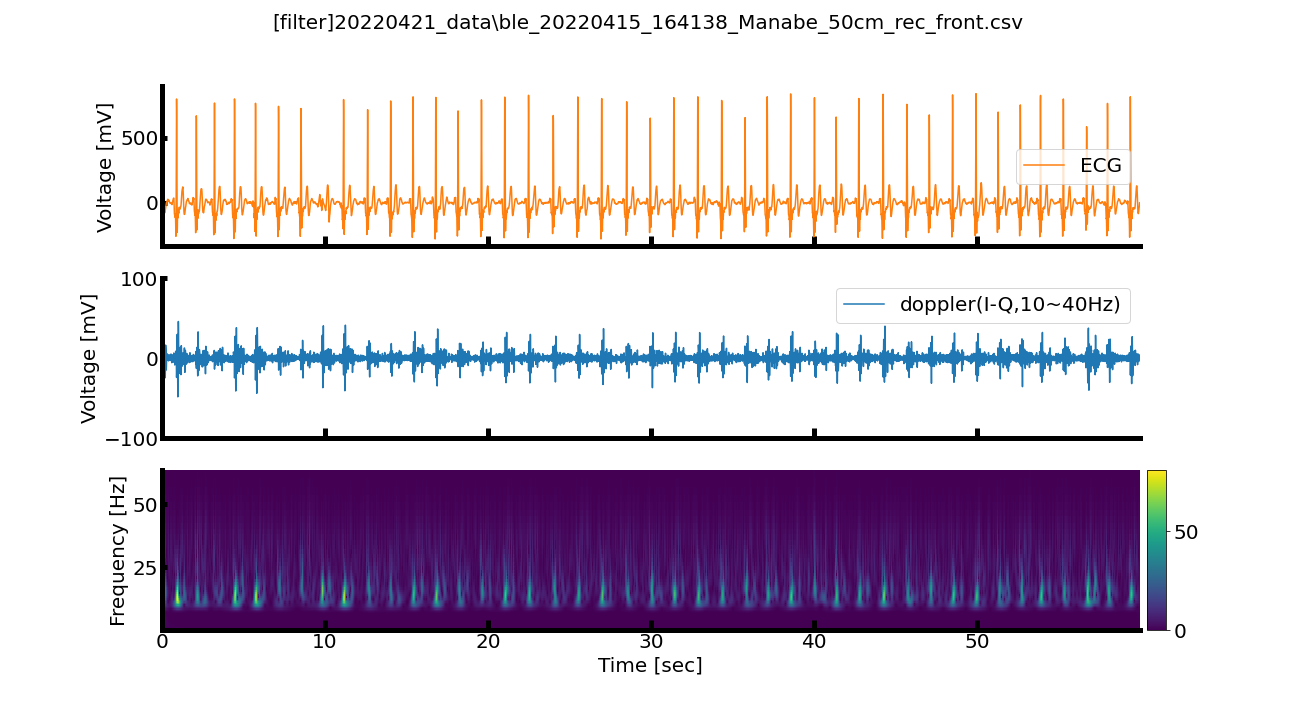 [filter]20220421_data\ble_20220415_164138_Manabe_50cm_rec_front.csv
Voltage [mV]
500
0
ECG
Voltage [mV]
100
0
−100
doppler(I-Q,10~40Hz)
Frequency [Hz]
50
25
50
0
0
10
20
30
40
50
Time [sec]